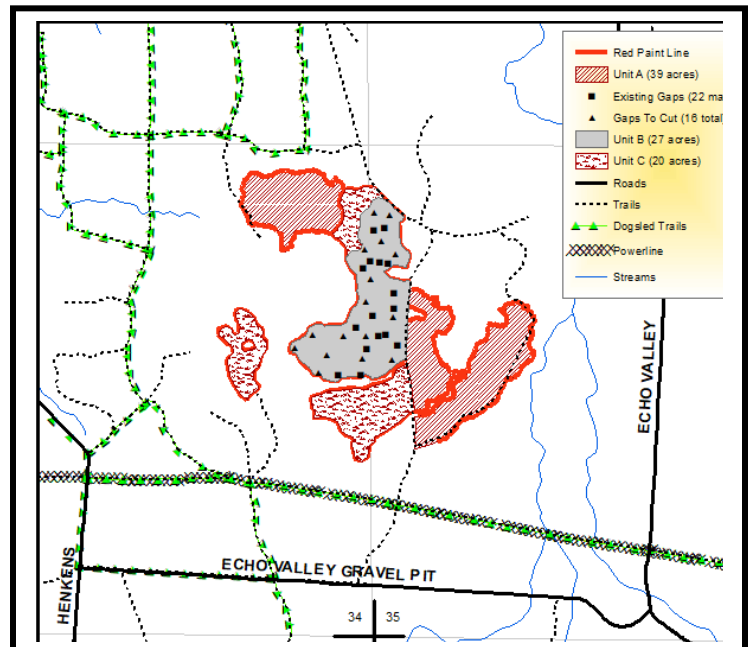 Red Paint Line
Unit A (39 acres)
Existing Gaps (22 ma
Gaps To Cut (16 total
Unit B (27 acres)
Unit C (20 acres)
Roads
Trails
Dogsled Trails
Powerline
Streams
ECHO VALLEY
HENKENS
ECHO VALLEY GRAVEL PIT
34 35